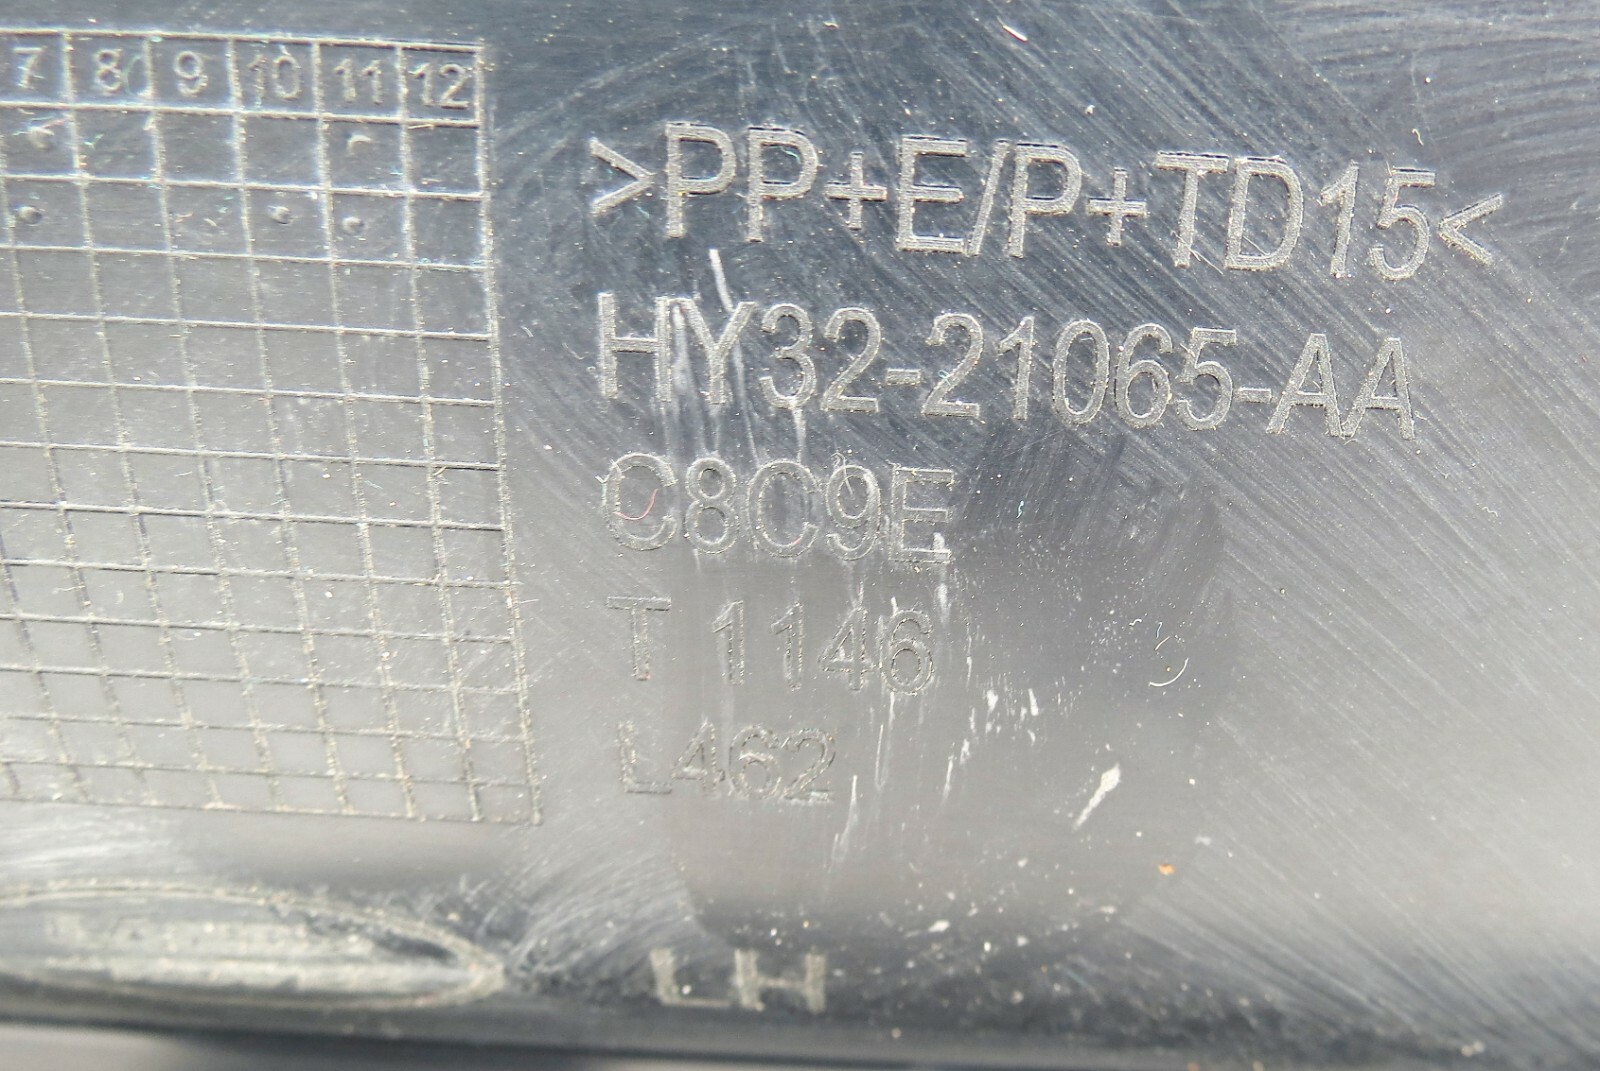 7 8 9 10 11 12
>PP+E/P+TD15<
HY32-21065-AA
C8C9E
T 1146
L462
LH